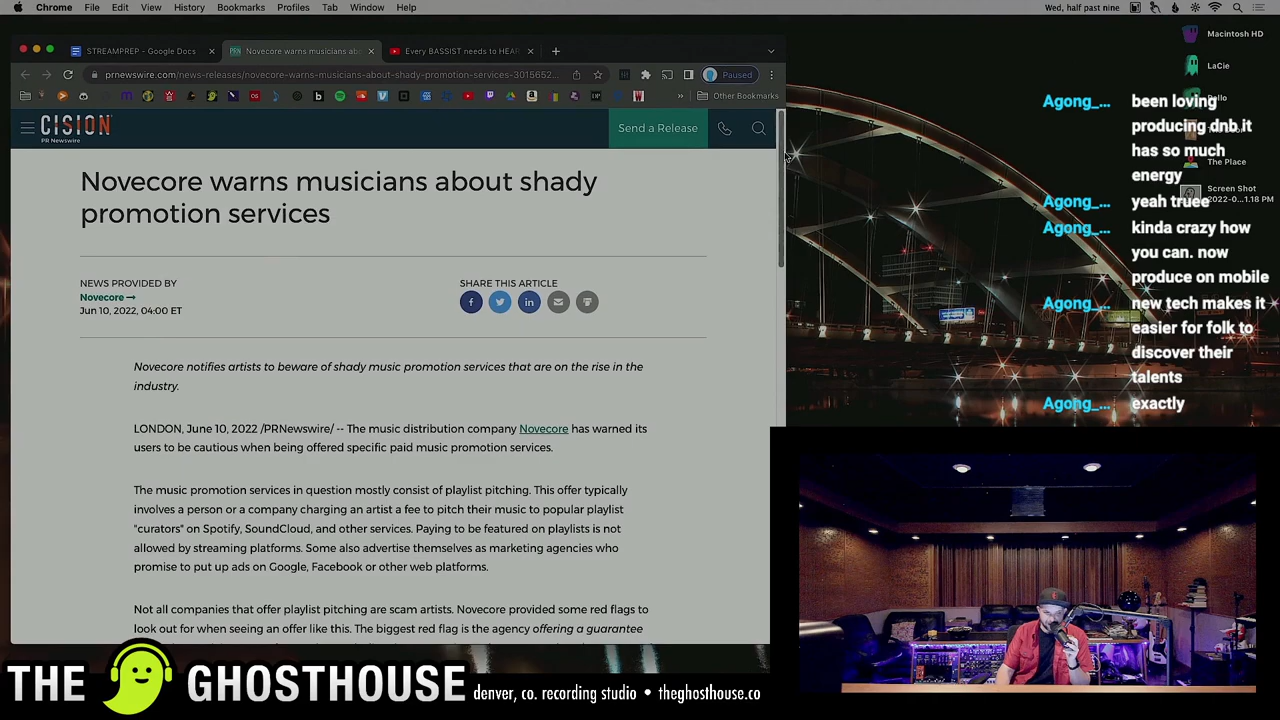 Chrome File Edit View History Bookmarks Profiles Tab Window Help
Wed, half past nine
STREAMPREP - Google Docs
Novecore warns musicians abo
Every BASSIST needs to HEAR
prnewswire.com/news-releases/novecore-warns-musicians-about-shady-promotion-services-3015652...
Paused
Other Bookmarks
CISION
PR Newswire
Send a Release
Novecore warns musicians about shady
promotion services
NEWS PROVIDED BY
Novecore
Jun 10, 2022, 04:00 ET
SHARE THIS ARTICLE
Novecore notifies artists to beware of shady music promotion services that are on the rise in the
industry.
LONDON, June 10, 2022 /PRNewswire/ -- The music distribution company Novecore has warned its
users to be cautious when being offered specific paid music promotion services.
The music promotion services in question mostly consist of playlist pitching. This offer typically
involves a person or a company charging an artist a fee to pitch their music to popular playlist
"curators" on Spotify, SoundCloud, and other services. Paying to be featured on playlists is not
allowed by streaming platforms. Some also advertise themselves as marketing agencies who
promise to put up ads on Google, Facebook or other web platforms.
Not all companies that offer playlist pitching are scam artists. Novecore provided some red flags to
look out for when seeing an offer like this. The biggest red flag is the agency offering a guarantee
Macintosh HD
LaCie
The Place
Screen Shot
2022-0...1.18 PM
Agong_... been loving
producing dnb it
has so much
energy
Agong_... yeah truee
Agong_... kinda crazy how
you can. now
produce on mobile
Agong_... new tech makes it
easier for folk to
discover their
talents
Agong_... exactly
THE GHOSTHOUSE
denver, co. recording studio • theghosthouse.co